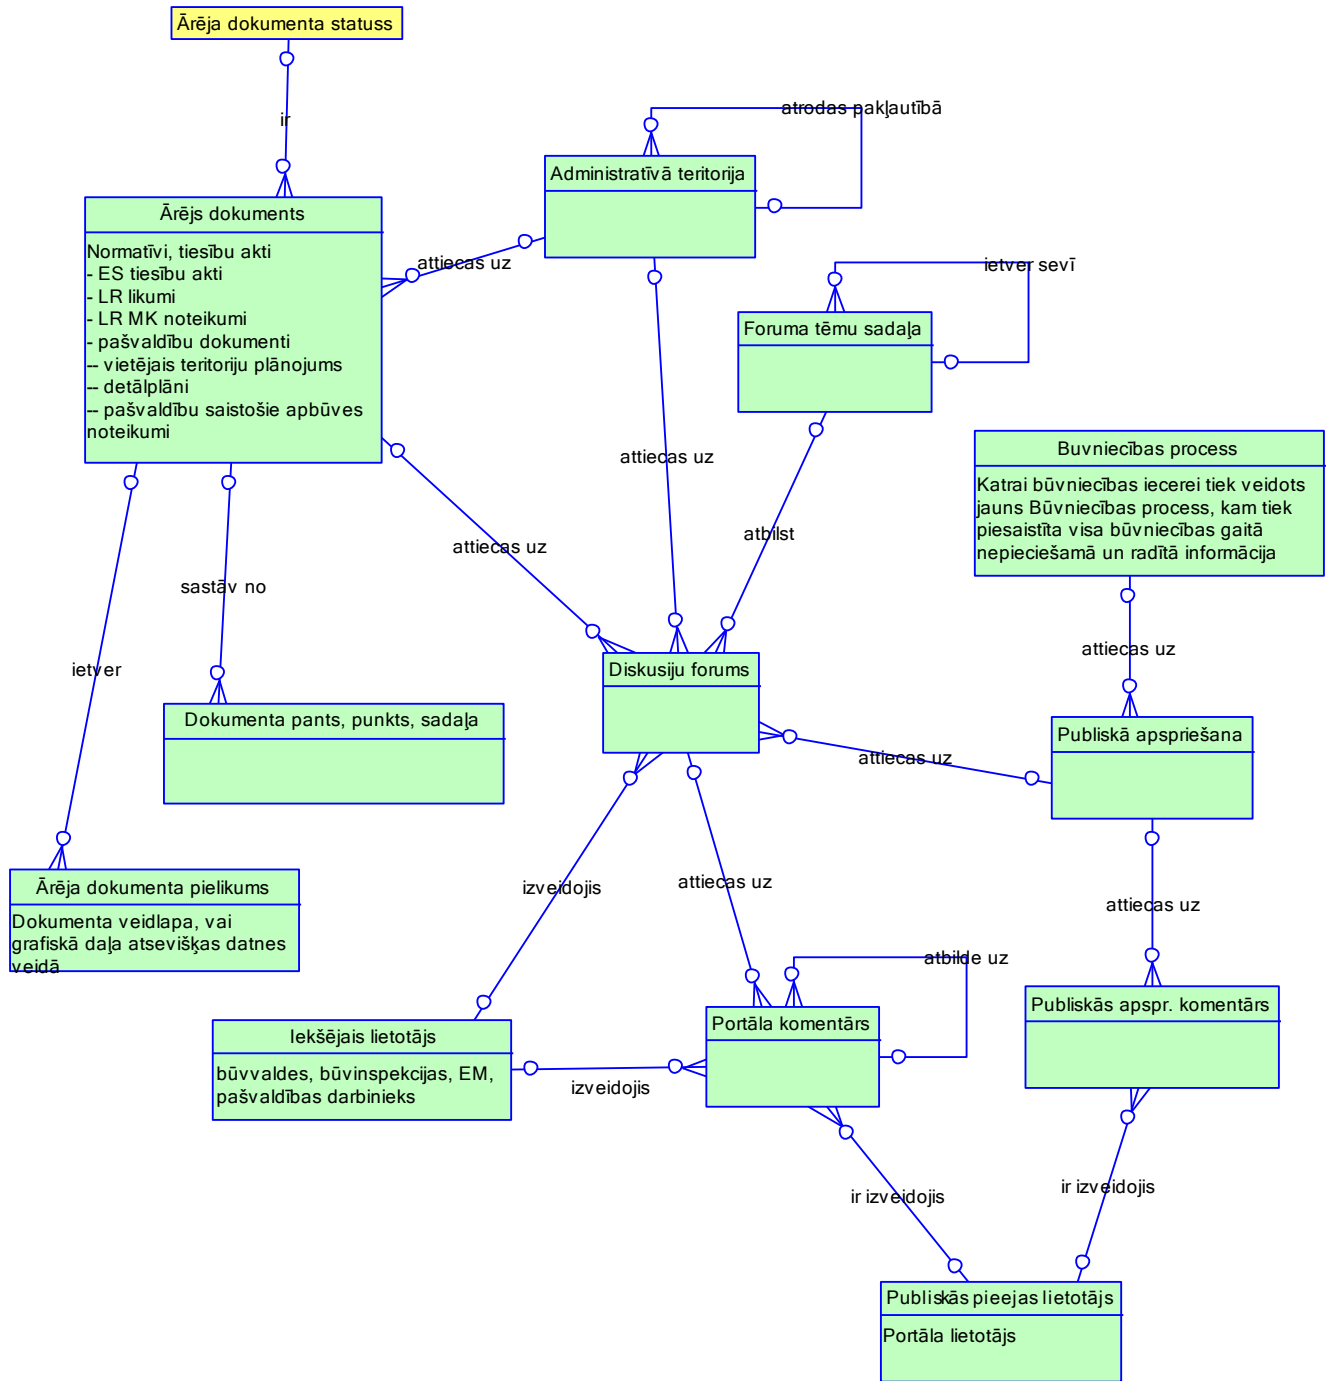 Ārēja dokumenta statuss
ir
atrodas pakļautībā
Administratīvā teritorija
Ārējs dokuments
Normatīvi, tiesību akti
- ES tiesību akti
- LR likumi
- LR MK noteikumi
- pašvaldību dokumenti
-- vietējais teritoriju plānojums
-- detālplāni
-- pašvaldību saistošie apbūves
noteikumi
attiecas uz
ietver sevī
Foruma tēmu sadaļa
attiecas uz
Buvniecības process
Katrai būvniecības iecerei tiek veidots
jauns Būvniecības process, kam tiek
piesaistīta visa būvniecības gaitā
nepieciešamā un radītā informācija
atbilst
attiecas uz
sastāv no
attiecas uz
ietver
Diskusiju forums
Dokumenta pants, punkts, sadaļa
Publiskā apspriešana
attiecas uz
Ārēja dokumenta pielikums
Dokumenta veidlapa, vai
grafiskā daļa atsevišķas datnes
veidā
izveidojis
attiecas uz
attiecas uz
atbilde uz
Iekšējais lietotājs
būvvaldes, būvinspekcijas, EM,
pašvaldības darbinieks
Portāla komentārs
Publiskās apspr. komentārs
izveidojis
ir izveidojis
ir izveidojis
Publiskās pieejas lietotājs
Portāla lietotājs